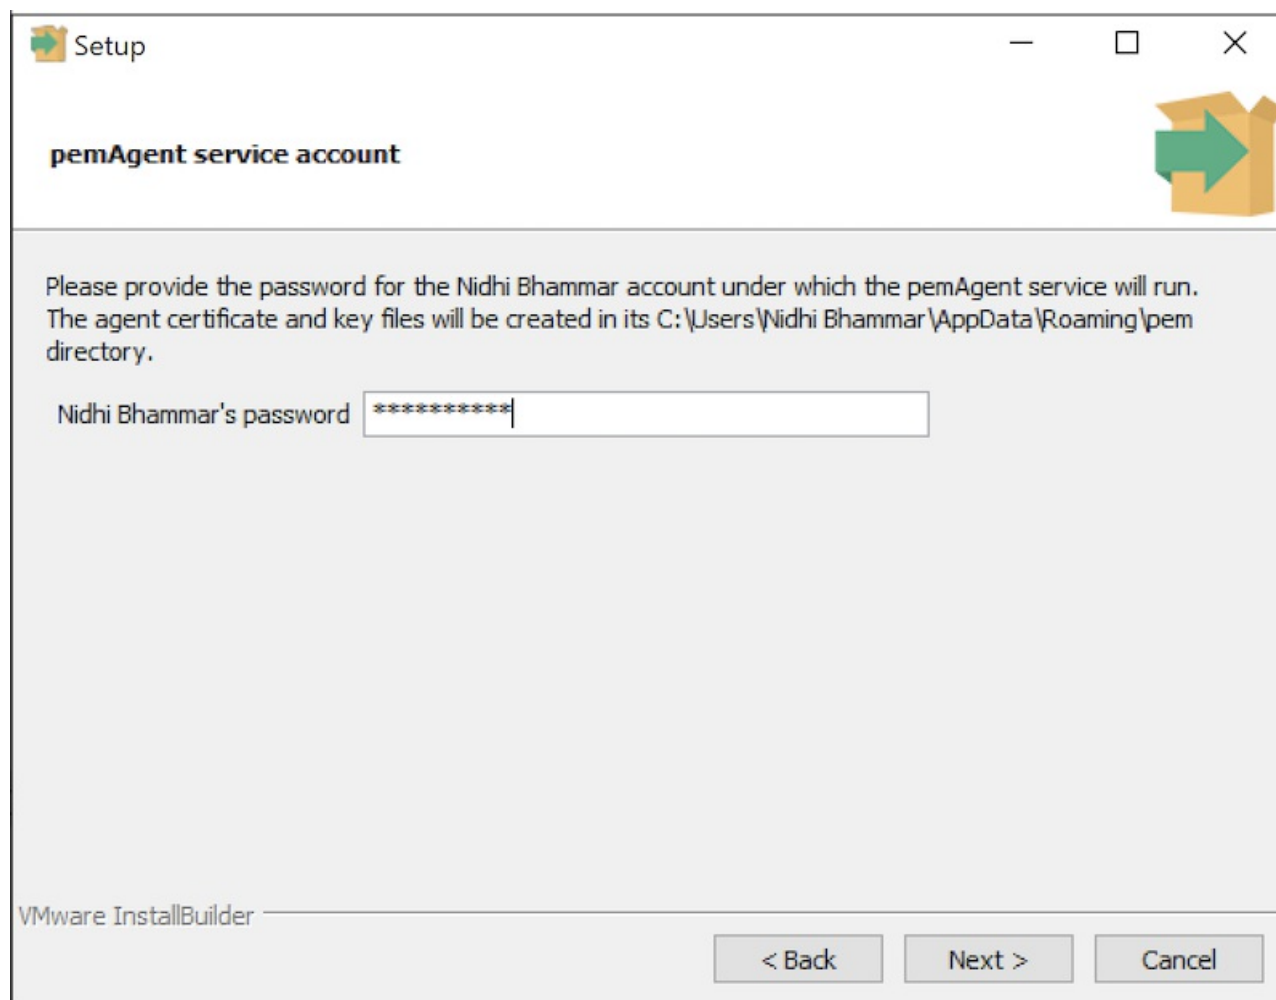 Setup
pemAgent service account
Please provide the password for the Nidhi Bhammar account under which the pemAgent service will run.
The agent certificate and key files will be created in its C:\Users\Nidhi Bhammar\AppData\Roaming\pem
directory.
Nidhi Bhammar's password **********
VMware InstallBuilder
< Back Next > Cancel